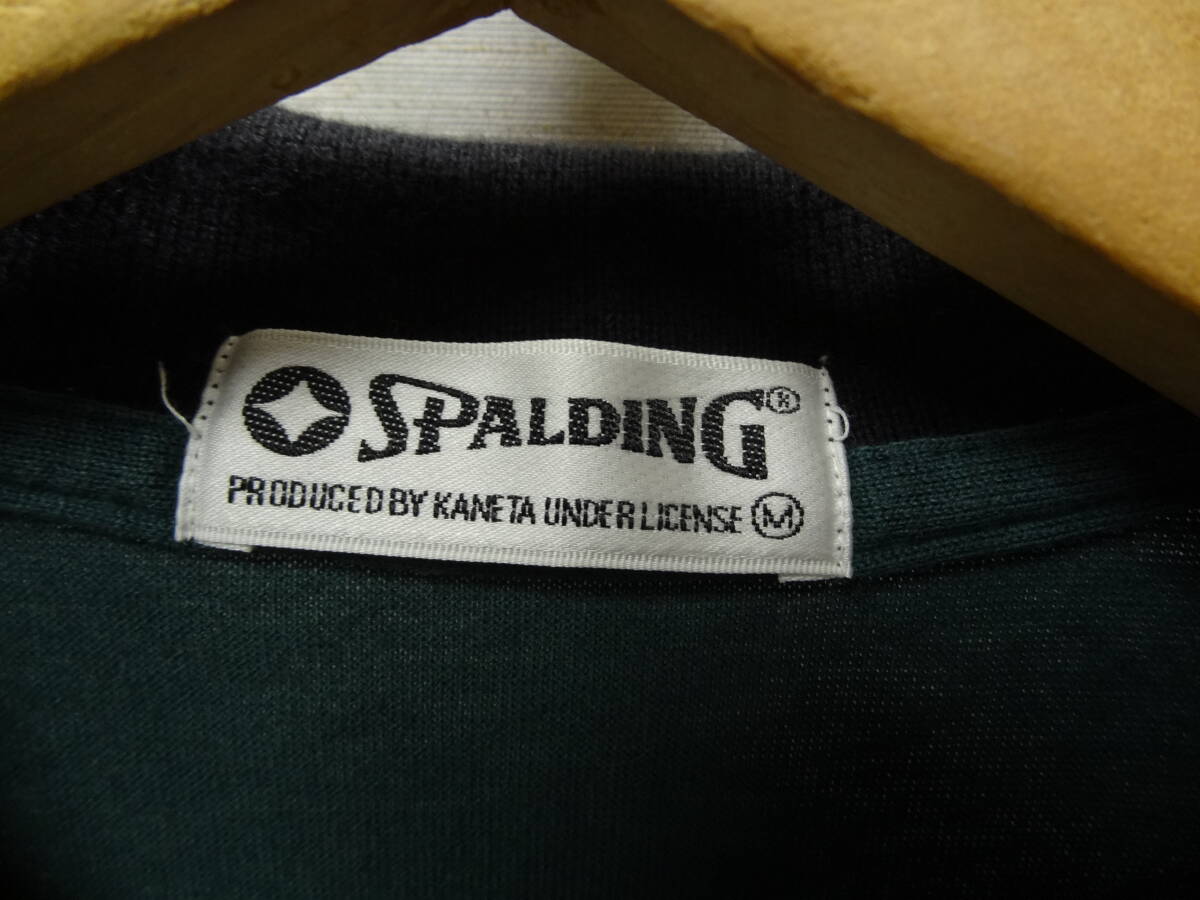 SPALDING®
PRODUCED BY KANETA UNDER LICENSE Ⓜ